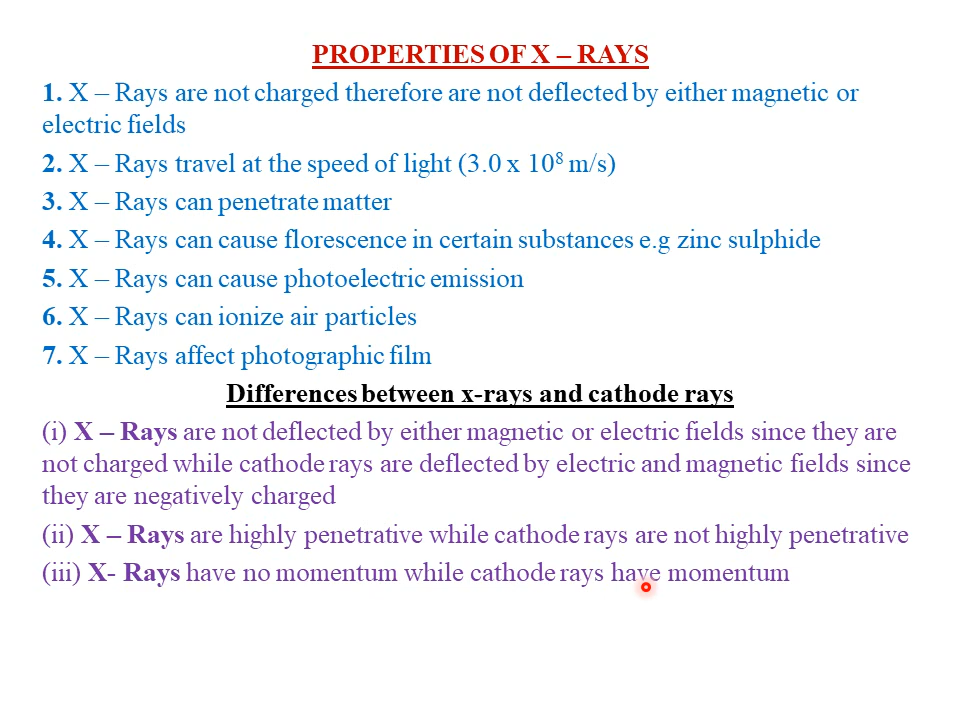 PROPERTIES OF X – RAYS
1. X – Rays are not charged therefore are not deflected by either magnetic or
electric fields
2. X – Rays travel at the speed of light (3.0 x 10⁸ m/s)
3. X – Rays can penetrate matter
4. X – Rays can cause florescence in certain substances e.g zinc sulphide
5. X – Rays can cause photoelectric emission
6. X – Rays can ionize air particles
7. X – Rays affect photographic film
Differences between x-rays and cathode rays
(i) X – Rays are not deflected by either magnetic or electric fields since they are
not charged while cathode rays are deflected by electric and magnetic fields since
they are negatively charged
(ii) X – Rays are highly penetrative while cathode rays are not highly penetrative
(iii) X- Rays have no momentum while cathode rays have momentum